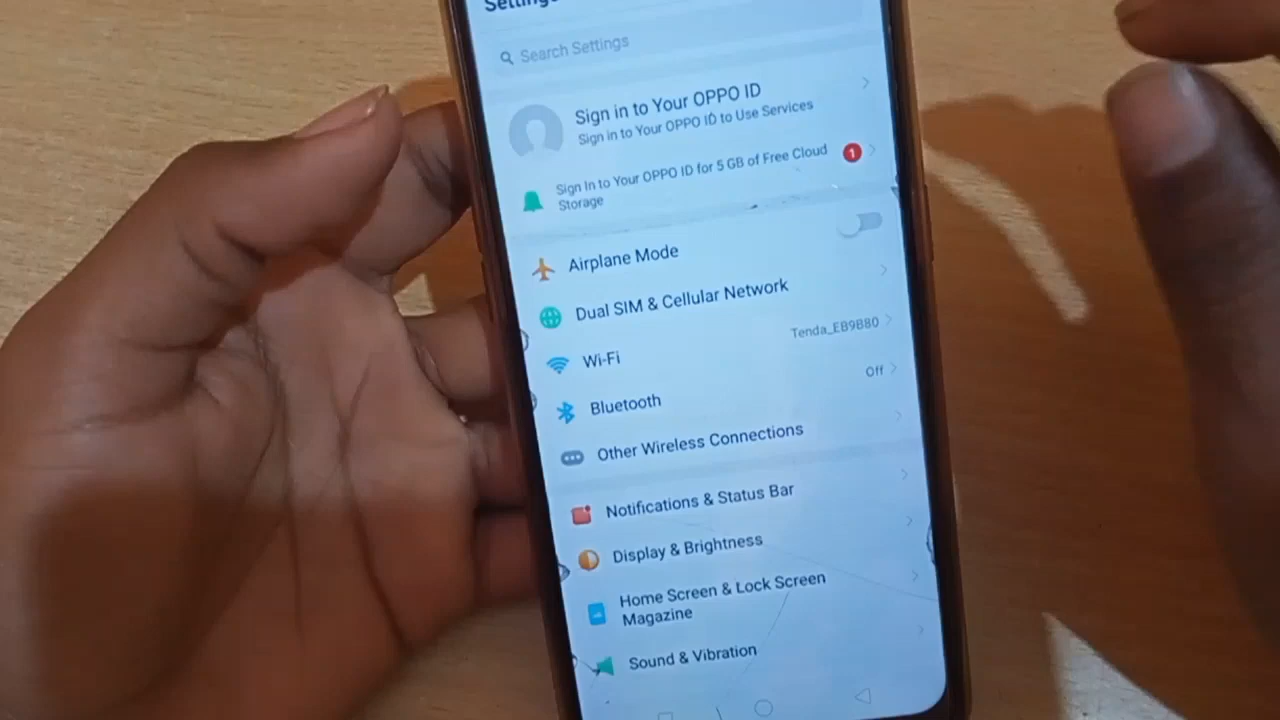 Settings
Search Settings
Sign in to Your OPPO ID
Sign in to Your OPPO ID to Use Services
Sign In to Your OPPO ID for 5 GB of Free Cloud
Storage
1
Airplane Mode
Dual SIM & Cellular Network
Wi-Fi
Tenda_EB9B80
Bluetooth
Off
Other Wireless Connections
Notifications & Status Bar
Display & Brightness
Home Screen & Lock Screen
Magazine
Sound & Vibration